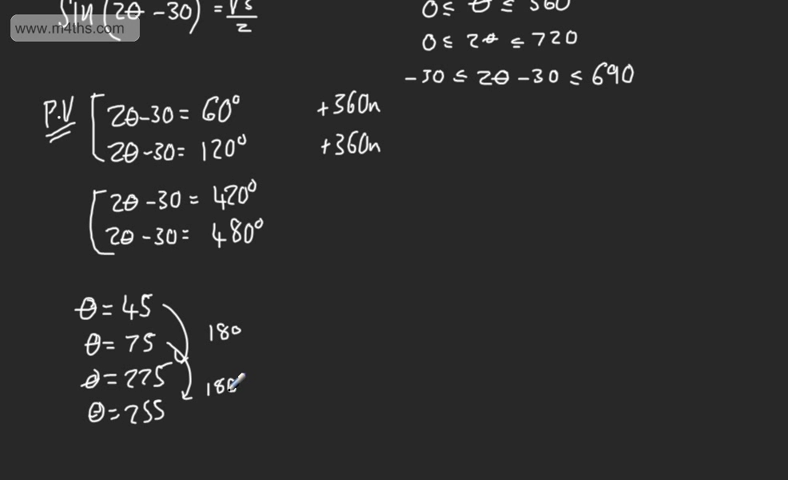 Sin(2θ-30) = √3/2
www.m4ths.com
0 ≤ θ ≤ 360
0 ≤ 2θ ≤ 720
-30 ≤ 2θ -30 ≤ 690
P.V
2θ-30 = 60° +360n
2θ-30 = 120° +360n
2θ -30 = 420°
2θ -30 = 480°
θ = 45
θ = 75
θ = 225
θ = 255
180
180